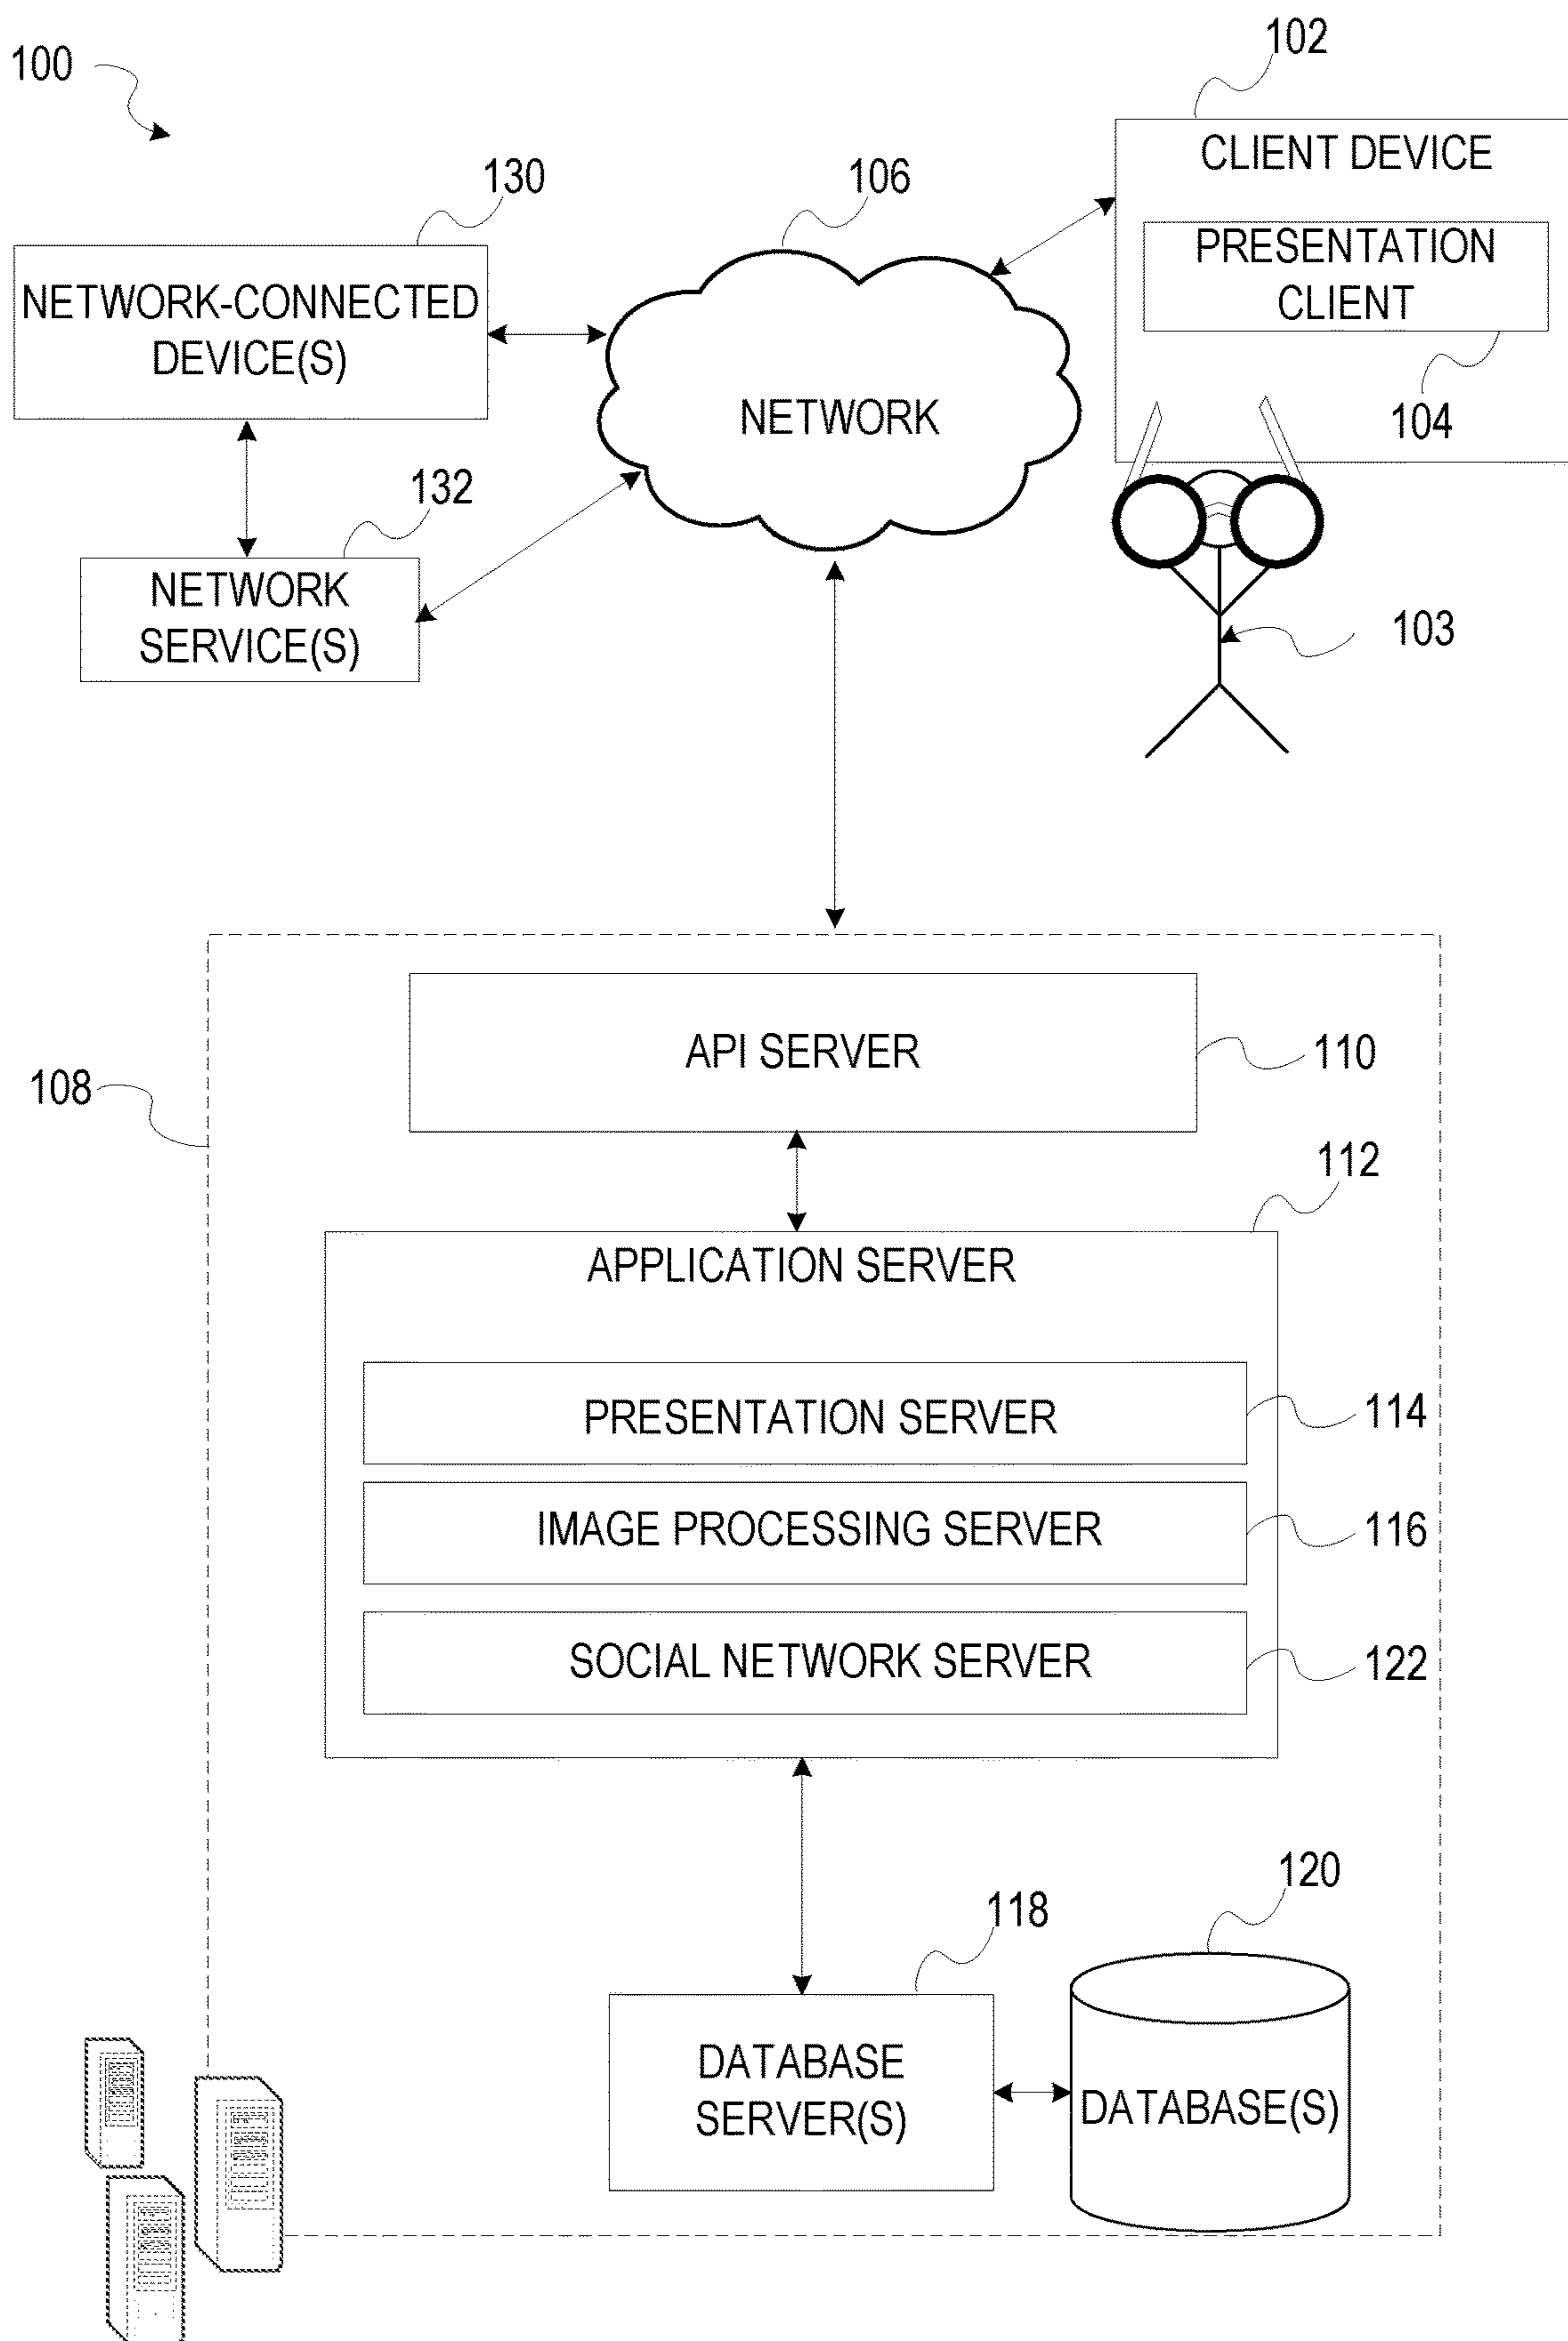 100
102
CLIENT DEVICE
PRESENTATION
CLIENT
104
130
NETWORK-CONNECTED
DEVICE(S)
106
NETWORK
132
NETWORK
SERVICE(S)
103
108
API SERVER
110
112
APPLICATION SERVER
PRESENTATION SERVER
114
IMAGE PROCESSING SERVER
116
SOCIAL NETWORK SERVER
122
118
DATABASE
SERVER(S)
120
DATABASE(S)